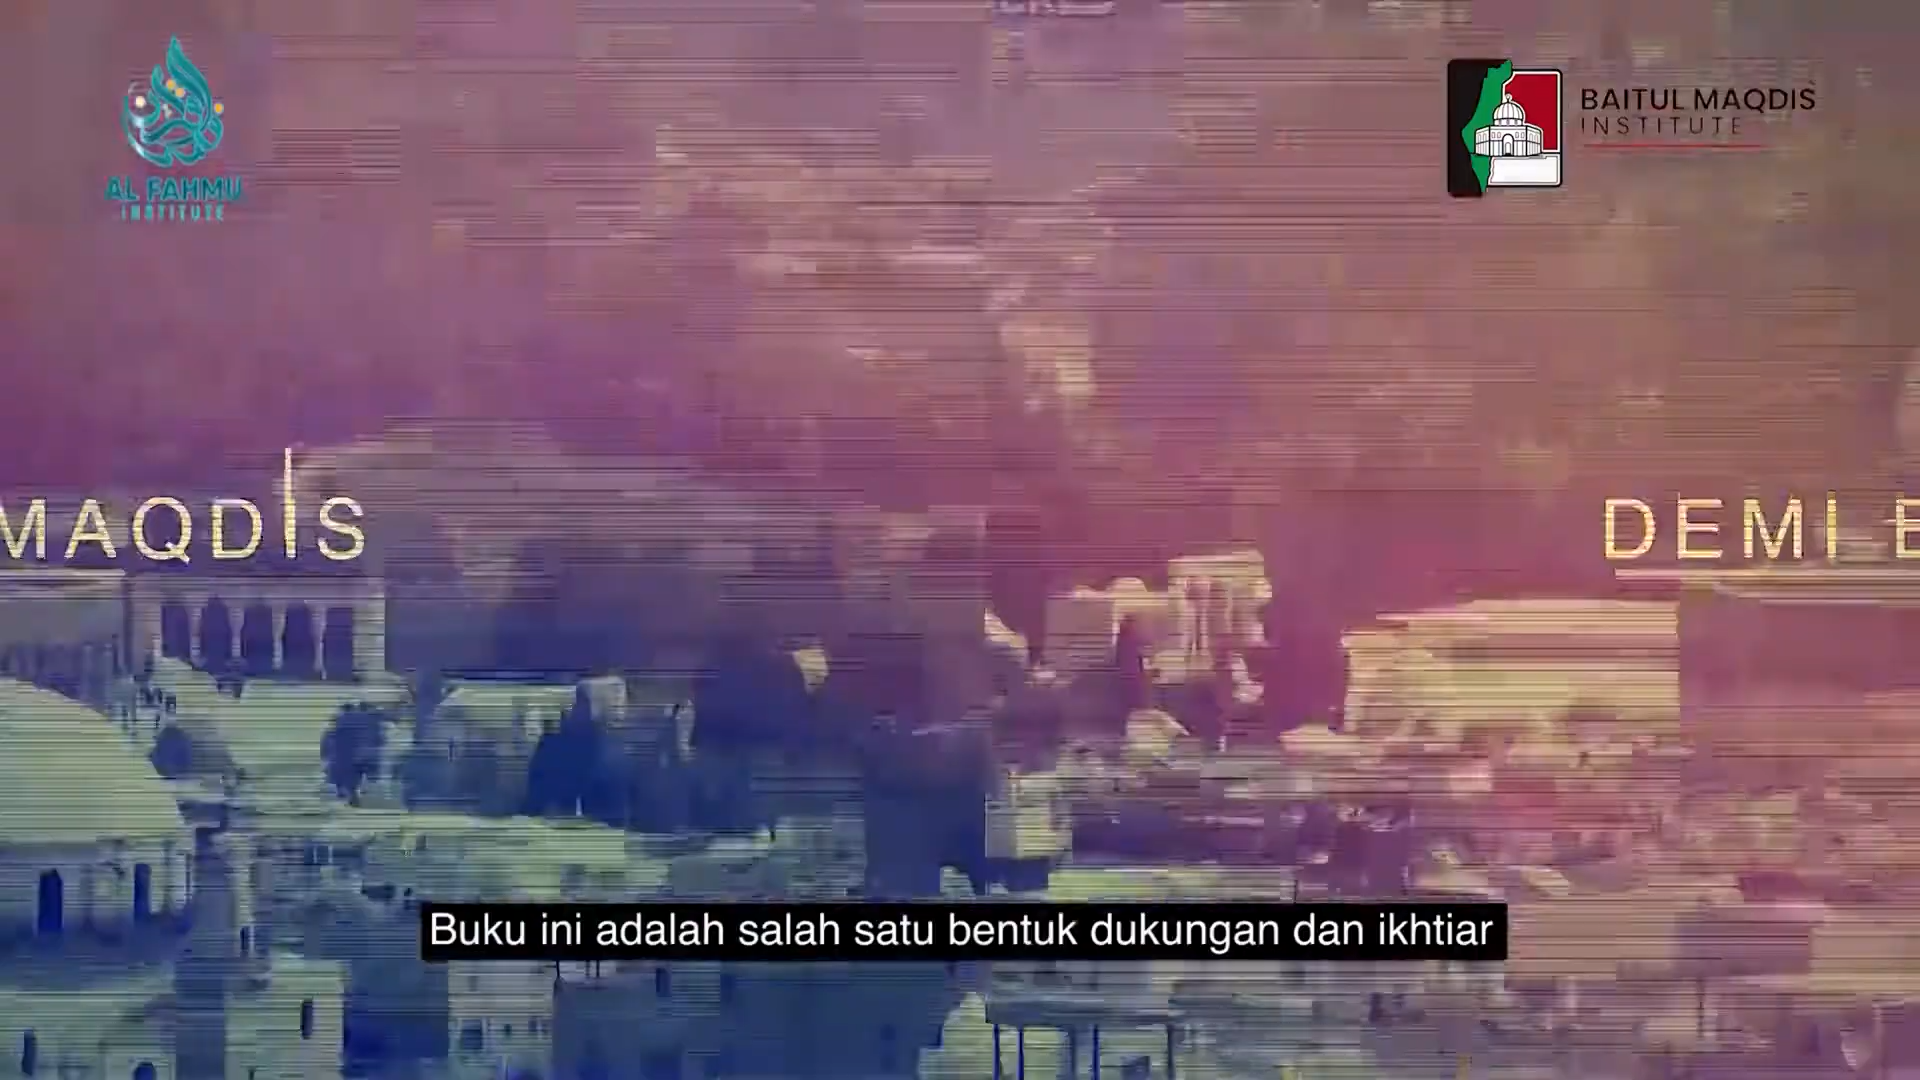 AL FAHMU
INSTITUTE
BAITUL MAQDIS
INSTITUTE
MAQDIS
DEMI
Buku ini adalah salah satu bentuk dukungan dan ikhtiar